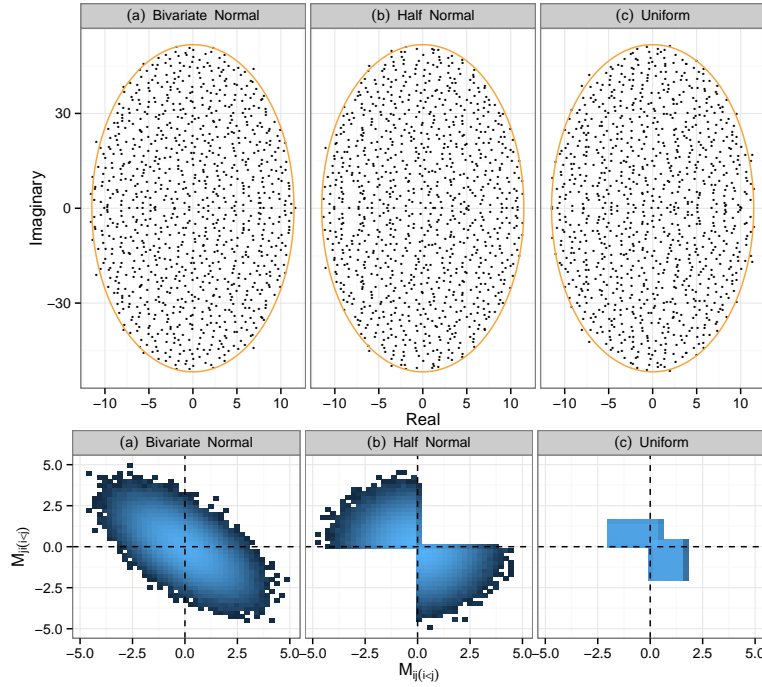 (a) Bivariate Normal (b) Half Normal (c) Uniform
30
0
−30
Imaginary
−10 −5 0 5 10 −10 −5 0 5 10 −10 −5 0 5 10
Real
(a) Bivariate Normal (b) Half Normal (c) Uniform
5.0
2.5
0.0
−2.5
−5.0
Mji(i<j)
−5.0 −2.5 0.0 2.5 5.0 −5.0 −2.5 0.0 2.5 5.0 −5.0 −2.5 0.0 2.5 5.0
Mij(i<j)